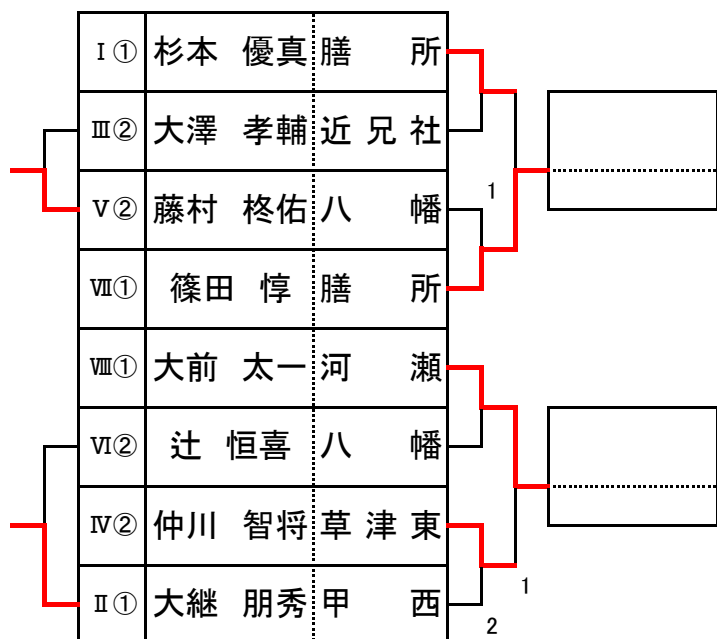 Ⅰ① 杉本 優真 膳 所
Ⅲ② 大澤 孝輔 近 兄 社
Ⅴ② 藤村 柊佑 八 幡
1
Ⅶ① 篠田 惇 膳 所
Ⅷ① 大前 太一 河 瀬
Ⅵ② 辻 恒喜 八 幡
Ⅳ② 仲川 智将 草 津 東
1
Ⅱ① 大継 朋秀 甲 西
2